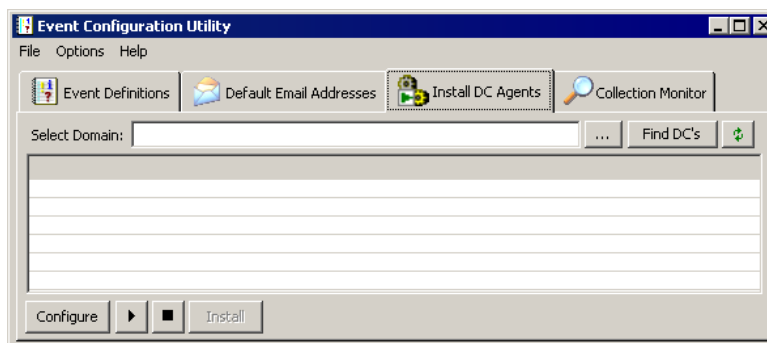 Event Configuration Utility
File Options Help
Event Definitions Default Email Addresses Install DC Agents Collection Monitor
Select Domain: ... Find DC's
Configure Install